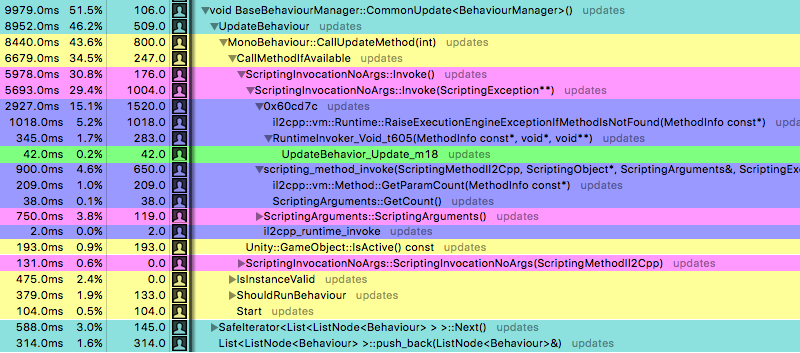 9979.0ms 51.5% 106.0 ▼void BaseBehaviourManager::CommonUpdate<BehaviourManager>() updates
8952.0ms 46.2% 509.0 ▼UpdateBehaviour updates
8440.0ms 43.6% 800.0 ▼MonoBehaviour::CallUpdateMethod(int) updates
6679.0ms 34.5% 247.0 ▼CallMethodIfAvailable updates
5978.0ms 30.8% 176.0 ▼ScriptingInvocationNoArgs::Invoke() updates
5693.0ms 29.4% 1004.0 ▼ScriptingInvocationNoArgs::Invoke(ScriptingException**) updates
2927.0ms 15.1% 1520.0 ▼0x60cd7c updates
1018.0ms 5.2% 1018.0 il2cpp::vm::Runtime::RaiseExecutionEngineExceptionIfMethodIsNotFound(MethodInfo const*) updates
345.0ms 1.7% 283.0 ▼RuntimeInvoker_Void_t605(MethodInfo const*, void*, void**) updates
42.0ms 0.2% 42.0 UpdateBehavior_Update_m18 updates
900.0ms 4.6% 650.0 ▼scripting_method_invoke(ScriptingMethodIl2Cpp, ScriptingObject*, ScriptingArguments&, ScriptingEx
209.0ms 1.0% 209.0 il2cpp::vm::Method::GetParamCount(MethodInfo const*) updates
38.0ms 0.1% 38.0 ScriptingArguments::GetCount() updates
750.0ms 3.8% 119.0 ▶ScriptingArguments::ScriptingArguments() updates
2.0ms 0.0% 2.0 il2cpp_runtime_invoke updates
193.0ms 0.9% 193.0 Unity::GameObject::IsActive() const updates
131.0ms 0.6% 0.0 ▶ScriptingInvocationNoArgs::ScriptingInvocationNoArgs(ScriptingMethodIl2Cpp) updates
475.0ms 2.4% 0.0 ▶IsInstanceValid updates
379.0ms 1.9% 133.0 ▶ShouldRunBehaviour updates
104.0ms 0.5% 104.0 Start updates
588.0ms 3.0% 145.0 ▶SafeIterator<List<ListNode<Behaviour> > >::Next() updates
314.0ms 1.6% 314.0 List<ListNode<Behaviour> >::push_back(ListNode<Behaviour>&) updates